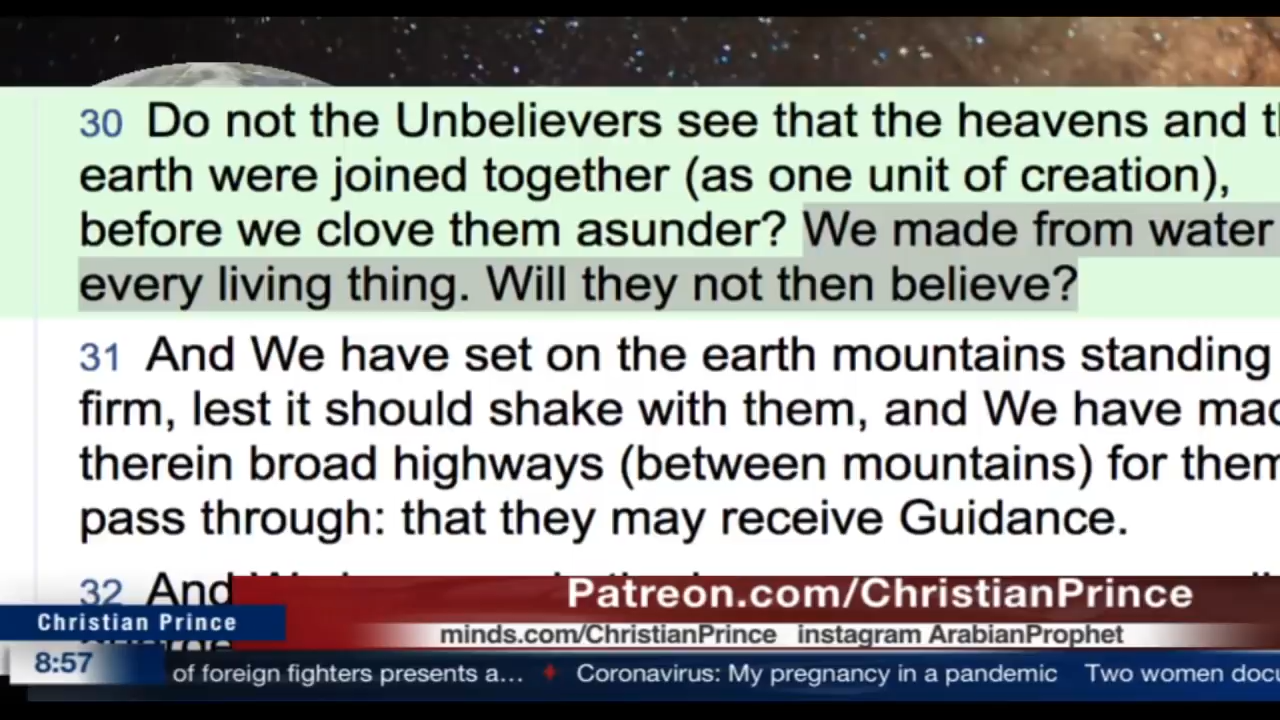 30 Do not the Unbelievers see that the heavens and
earth were joined together (as one unit of creation),
before we clove them asunder? We made from water
every living thing. Will they not then believe?
31 And We have set on the earth mountains standing
firm, lest it should shake with them, and We have
therein broad highways (between mountains) for them
pass through: that they may receive Guidance.
32 And
Patreon.com/ChristianPrince
Christian Prince
minds.com/ChristianPrince instagram ArabianProphet
8:57
of foreign fighters presents a... Coronavirus: My pregnancy in a pandemic Two women